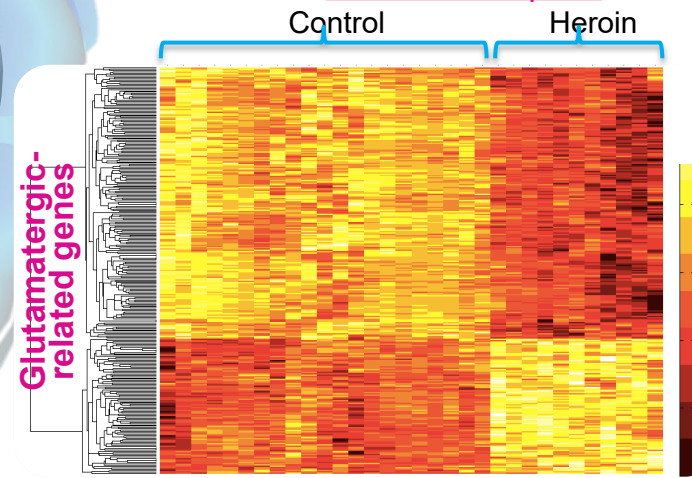 Control
Heroin
Glutamatergic-
related genes